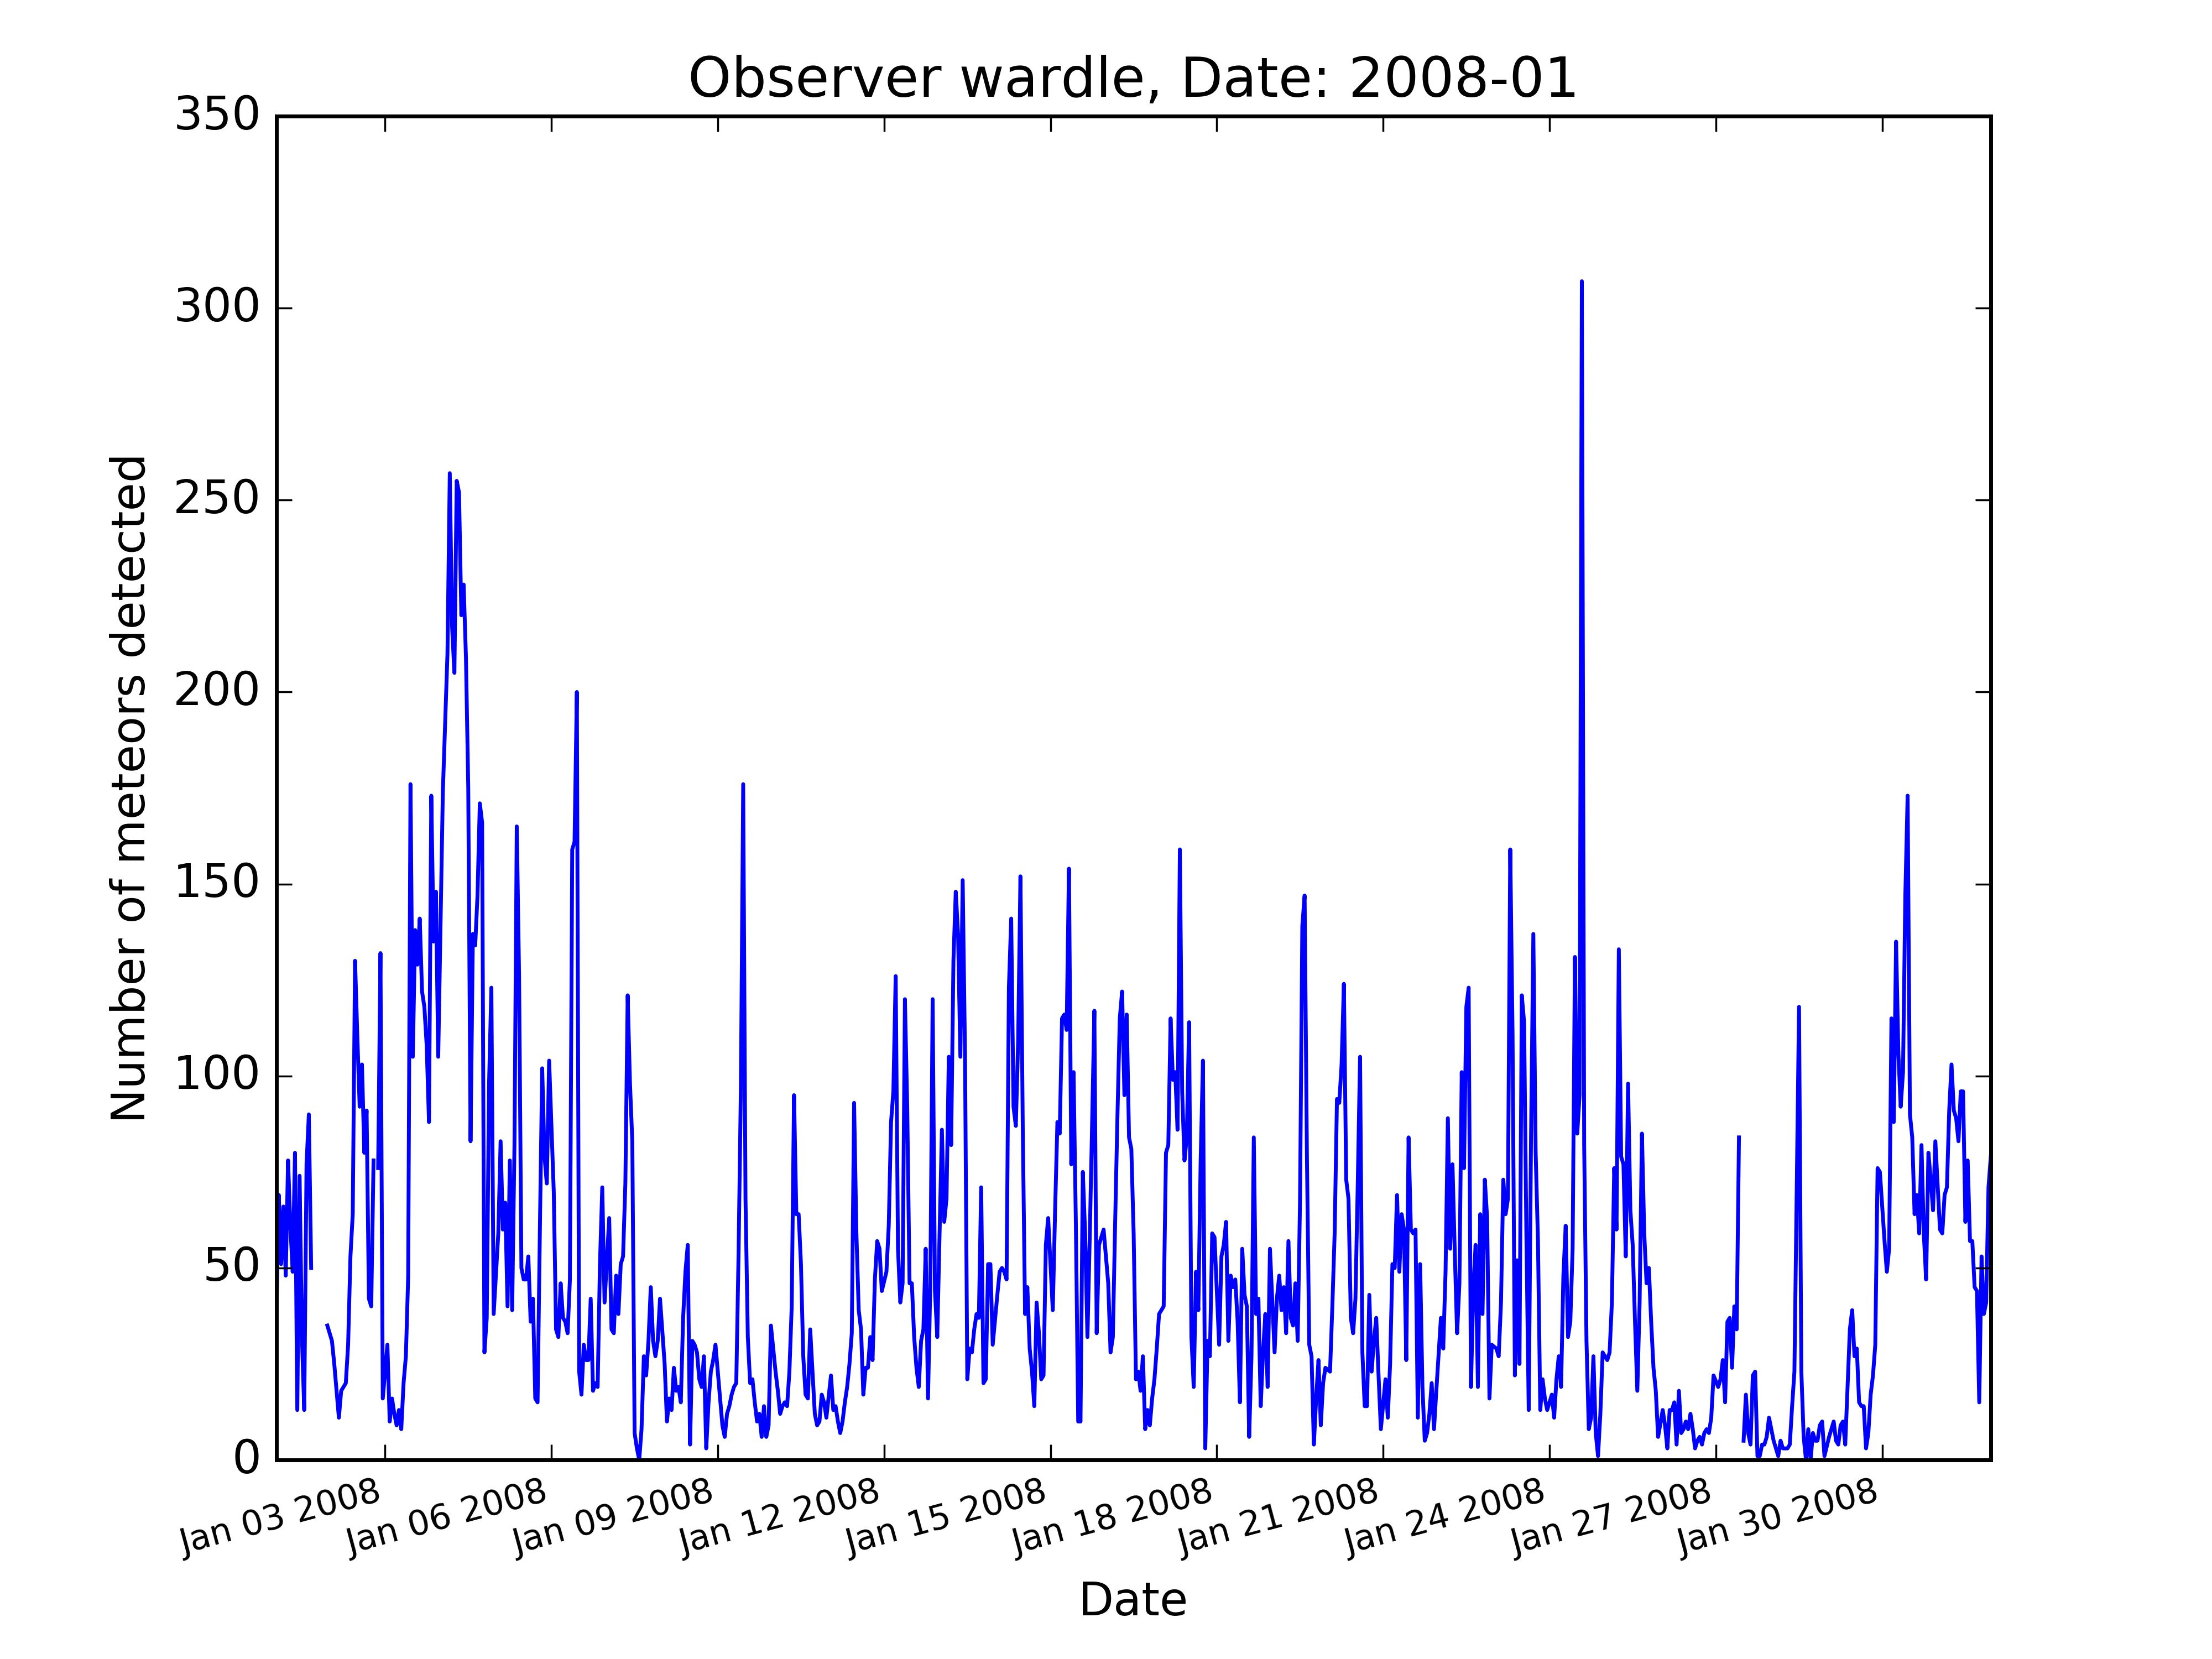 Observer wardle, Date: 2008-01
350
300
250
200
150
100
50
0
Number of meteors detected
Jan 03 2008
Jan 06 2008
Jan 09 2008
Jan 12 2008
Jan 15 2008
Jan 18 2008
Jan 21 2008
Jan 24 2008
Jan 27 2008
Jan 30 2008
Date